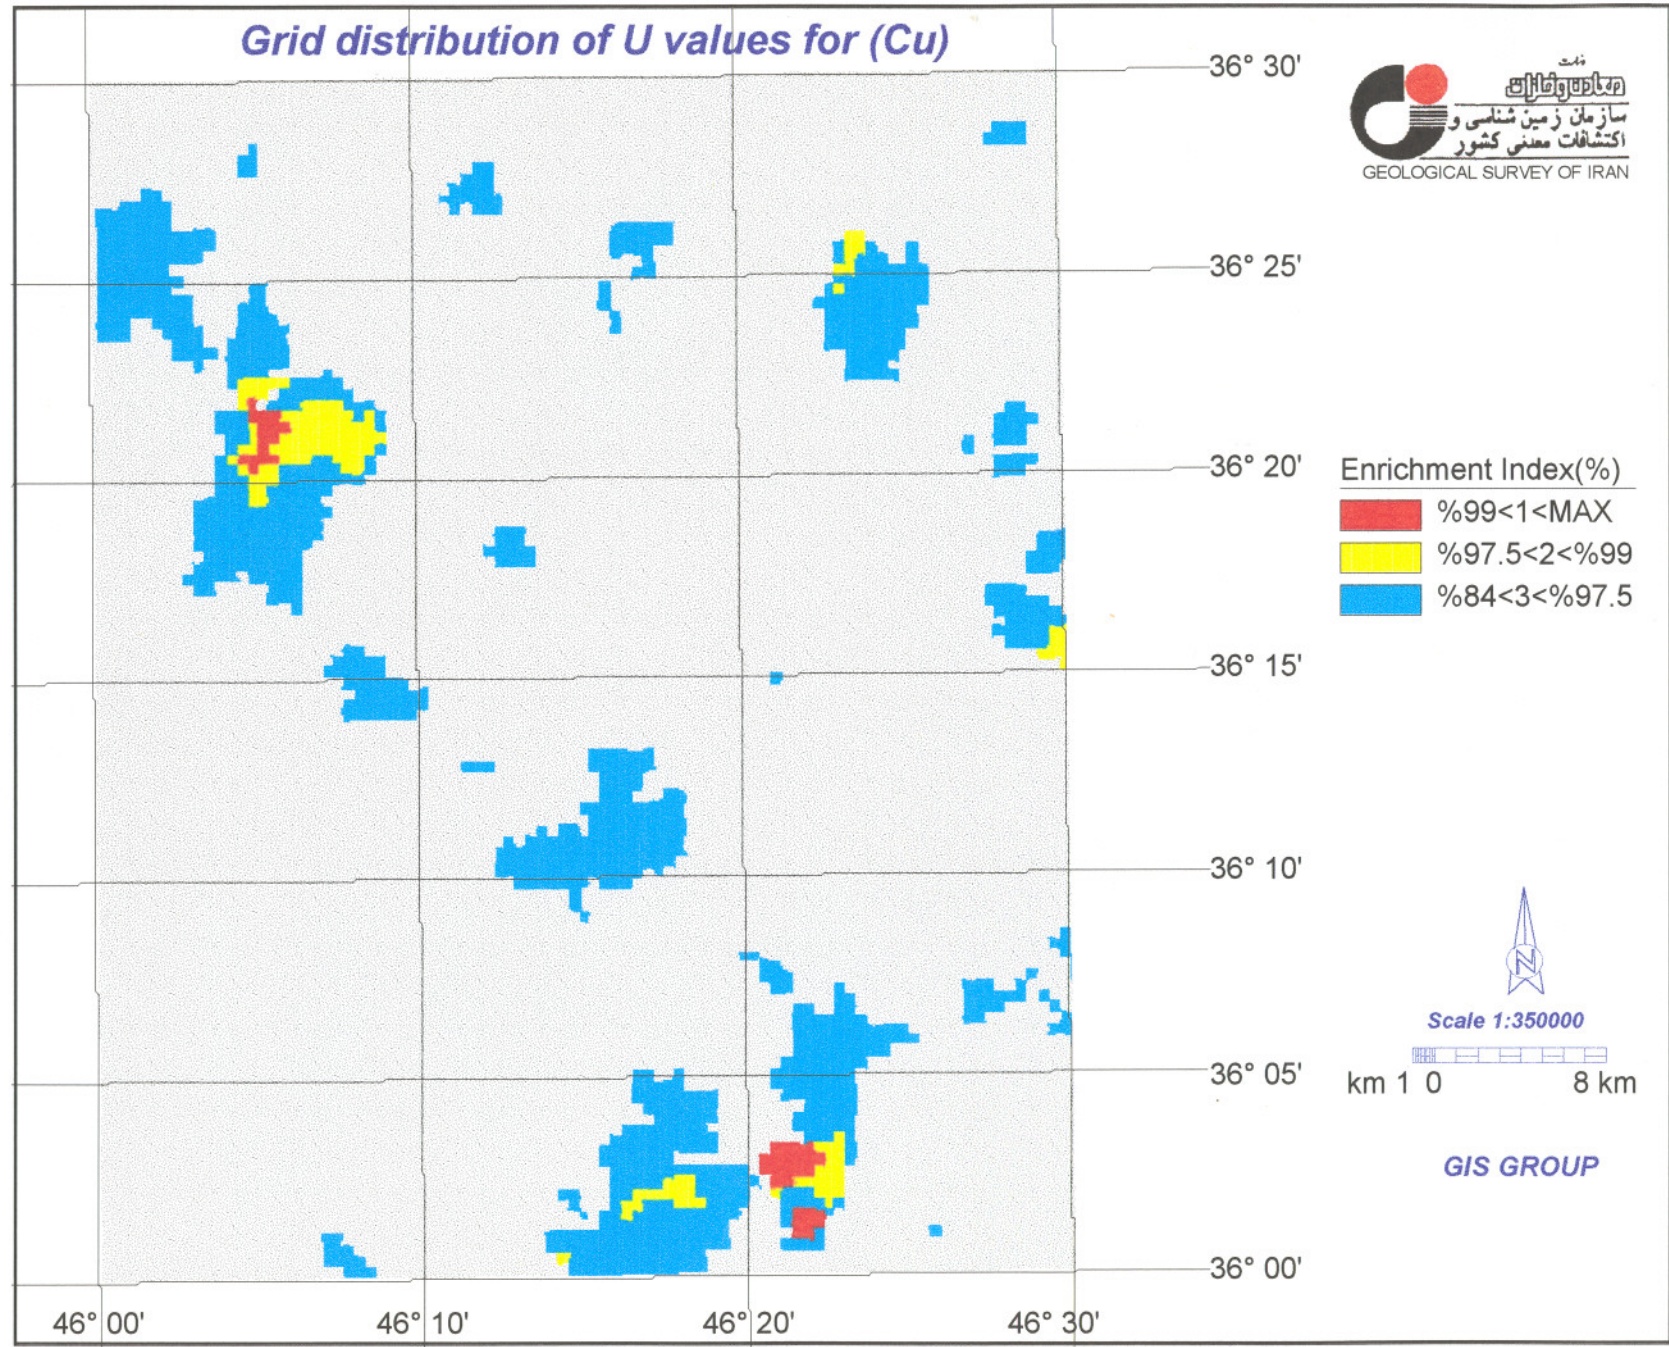 Grid distribution of U values for (Cu)
36° 30'
سازمان زمین شناسی و
اکتشافات معدنی کشور
GEOLOGICAL SURVEY OF IRAN
36° 25'
36° 20'
Enrichment Index(%)
%99<1<MAX
%97.5<2<%99
%84<3<%97.5
36° 15'
36° 10'
N
Scale 1:350000
36° 05'
km 1 0 8 km
GIS GROUP
36° 00'
46° 00' 46° 10' 46° 20' 46° 30'